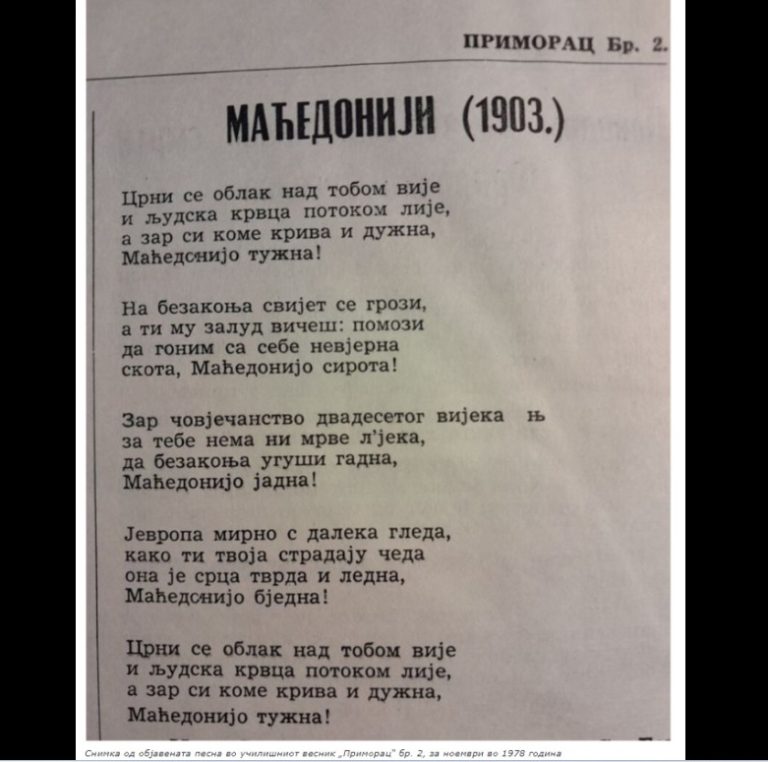 ПРИМОРАЦ Бр. 2.
МАЂЕДОНИЈИ (1903.)
Црни се облак над тобом вије
и људска крвца потоком лије,
а зар си коме крива и дужна,
Маћедонијо тужна!
На безакоња свијет се грози,
а ти му залуд вичеш: помози
да гоним са себе невјерна
скота, Маћедонијо сирота!
Зар човјечанство двадесетог вијека њ
за тебе нема ни мрве л'јека,
да безакоња угуши гадна,
Маћедонијо јадна!
Јевропа мирно с далека гледа,
како ти твоја страдају чеда
она је срца тврда и ледна,
Маћедонијо бједна!
Црни се облак над тобом вије
и људска крвца потоком лије,
а зар си коме крива и дужна,
Маћедонијо тужна!
Снимка од објавената песна во училишниот весник „Приморац“ бр. 2, за ноември во 1978 година